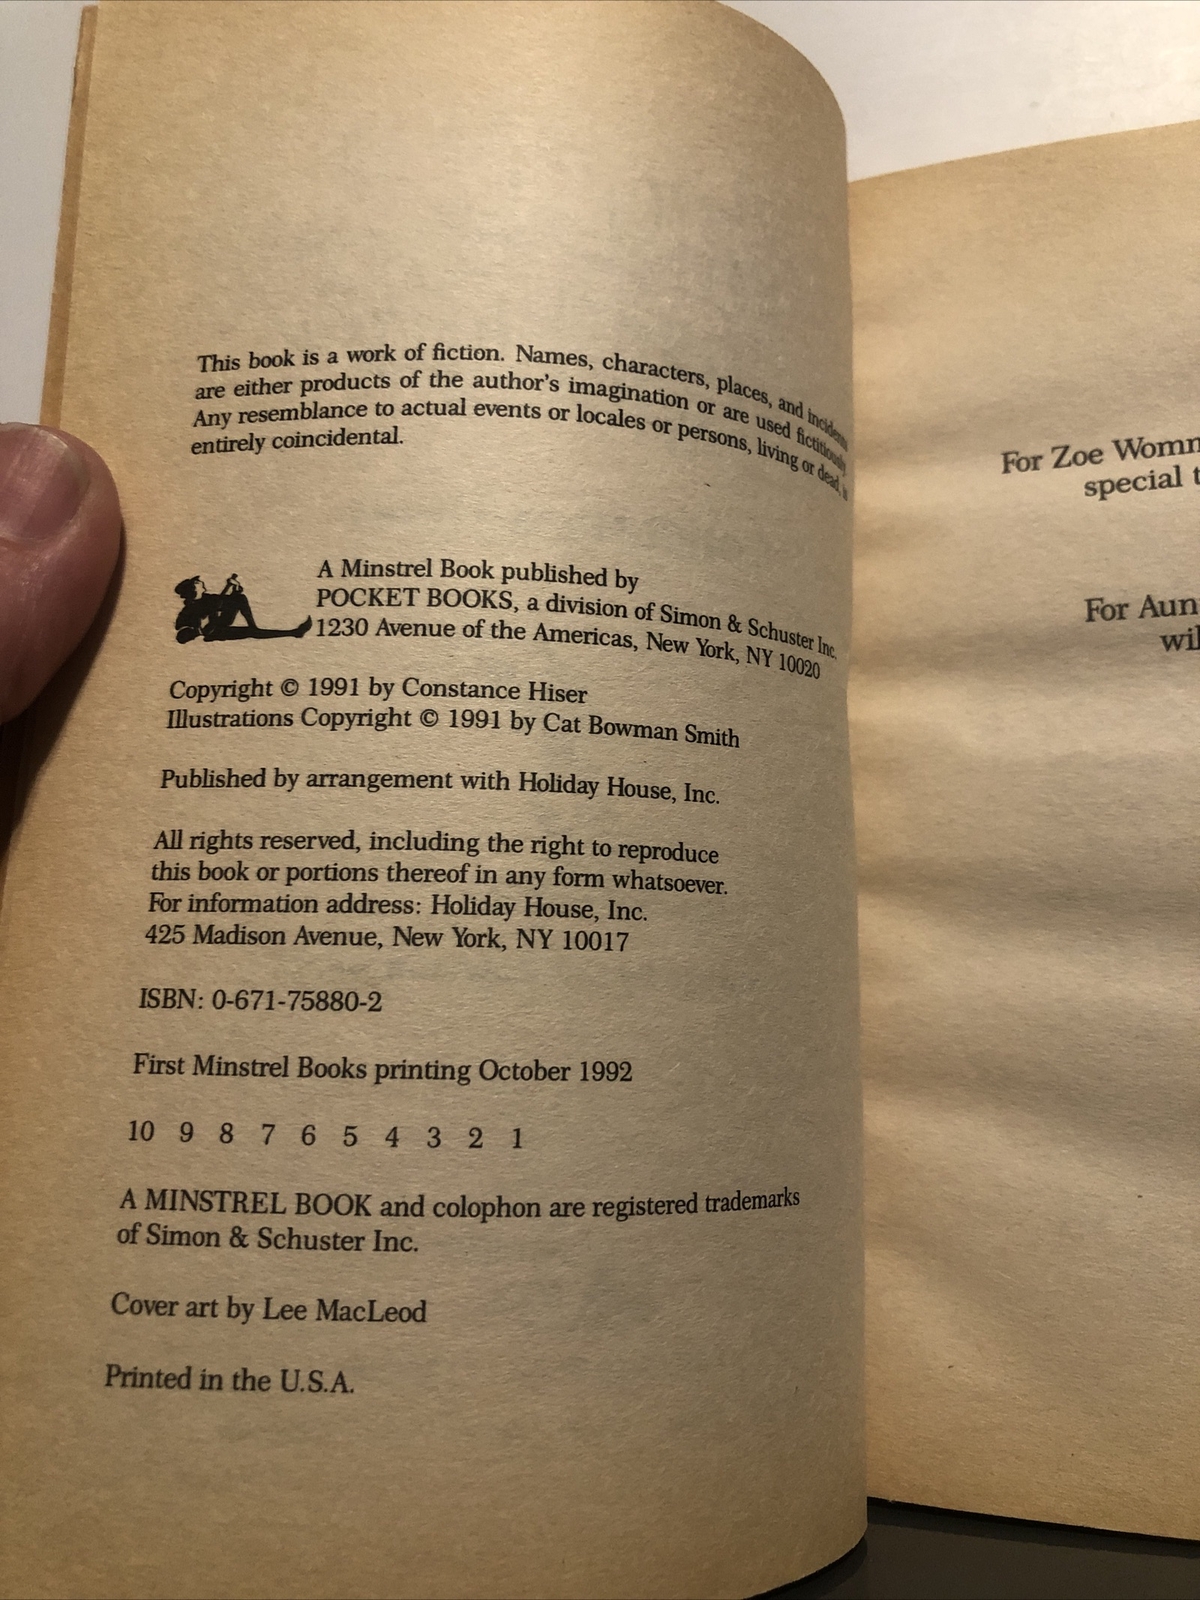 This book is a work of fiction. Names, characters, places, and incidents
are either products of the author's imagination or are used fictitiously.
Any resemblance to actual events or locales or persons, living or dead, is
entirely coincidental.
A Minstrel Book published by
POCKET BOOKS, a division of Simon & Schuster Inc.
1230 Avenue of the Americas, New York, NY 10020
Copyright © 1991 by Constance Hiser
Illustrations Copyright © 1991 by Cat Bowman Smith
Published by arrangement with Holiday House, Inc.
All rights reserved, including the right to reproduce
this book or portions thereof in any form whatsoever.
For information address: Holiday House, Inc.
425 Madison Avenue, New York, NY 10017
ISBN: 0-671-75880-2
First Minstrel Books printing October 1992
10 9 8 7 6 5 4 3 2 1
A MINSTREL BOOK and colophon are registered trademarks
of Simon & Schuster Inc.
Cover art by Lee MacLeod
Printed in the U.S.A.
For Zoe
special
For